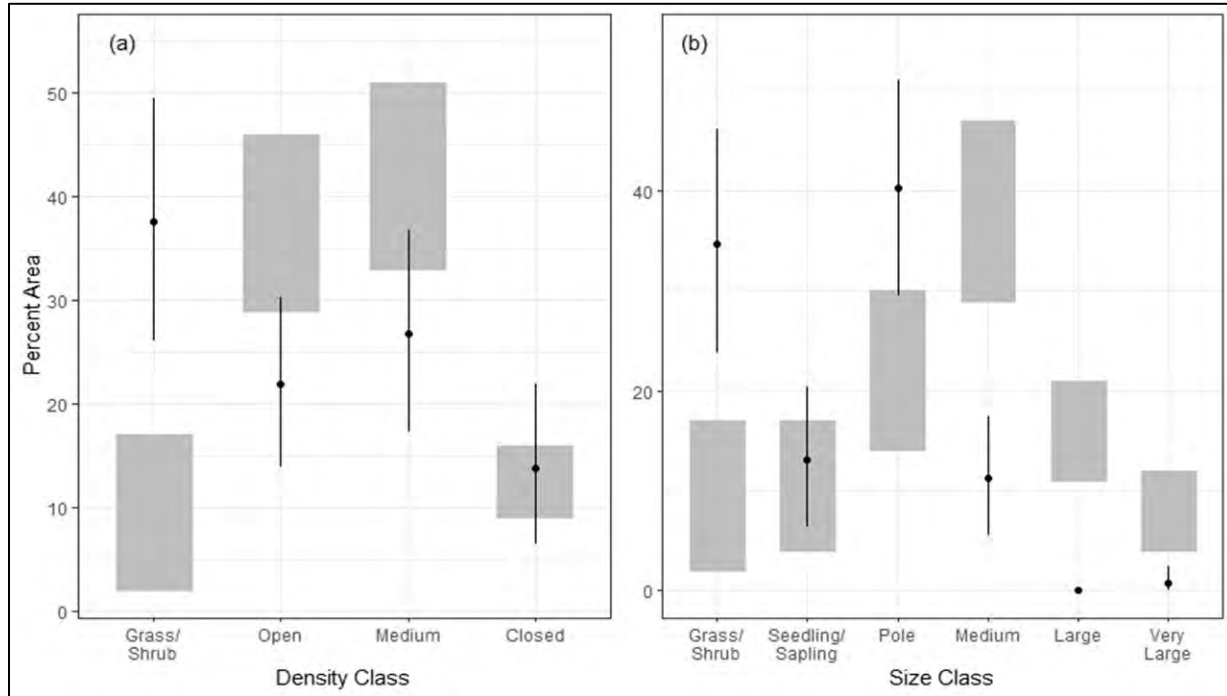 (a)
Percent Area
50
40
30
20
10
0
Grass/
Shrub
Open
Medium
Closed
Density Class
(b)
40
20
0
Grass/
Shrub
Seedling/
Sapling
Pole
Medium
Large
Very
Large
Size Class